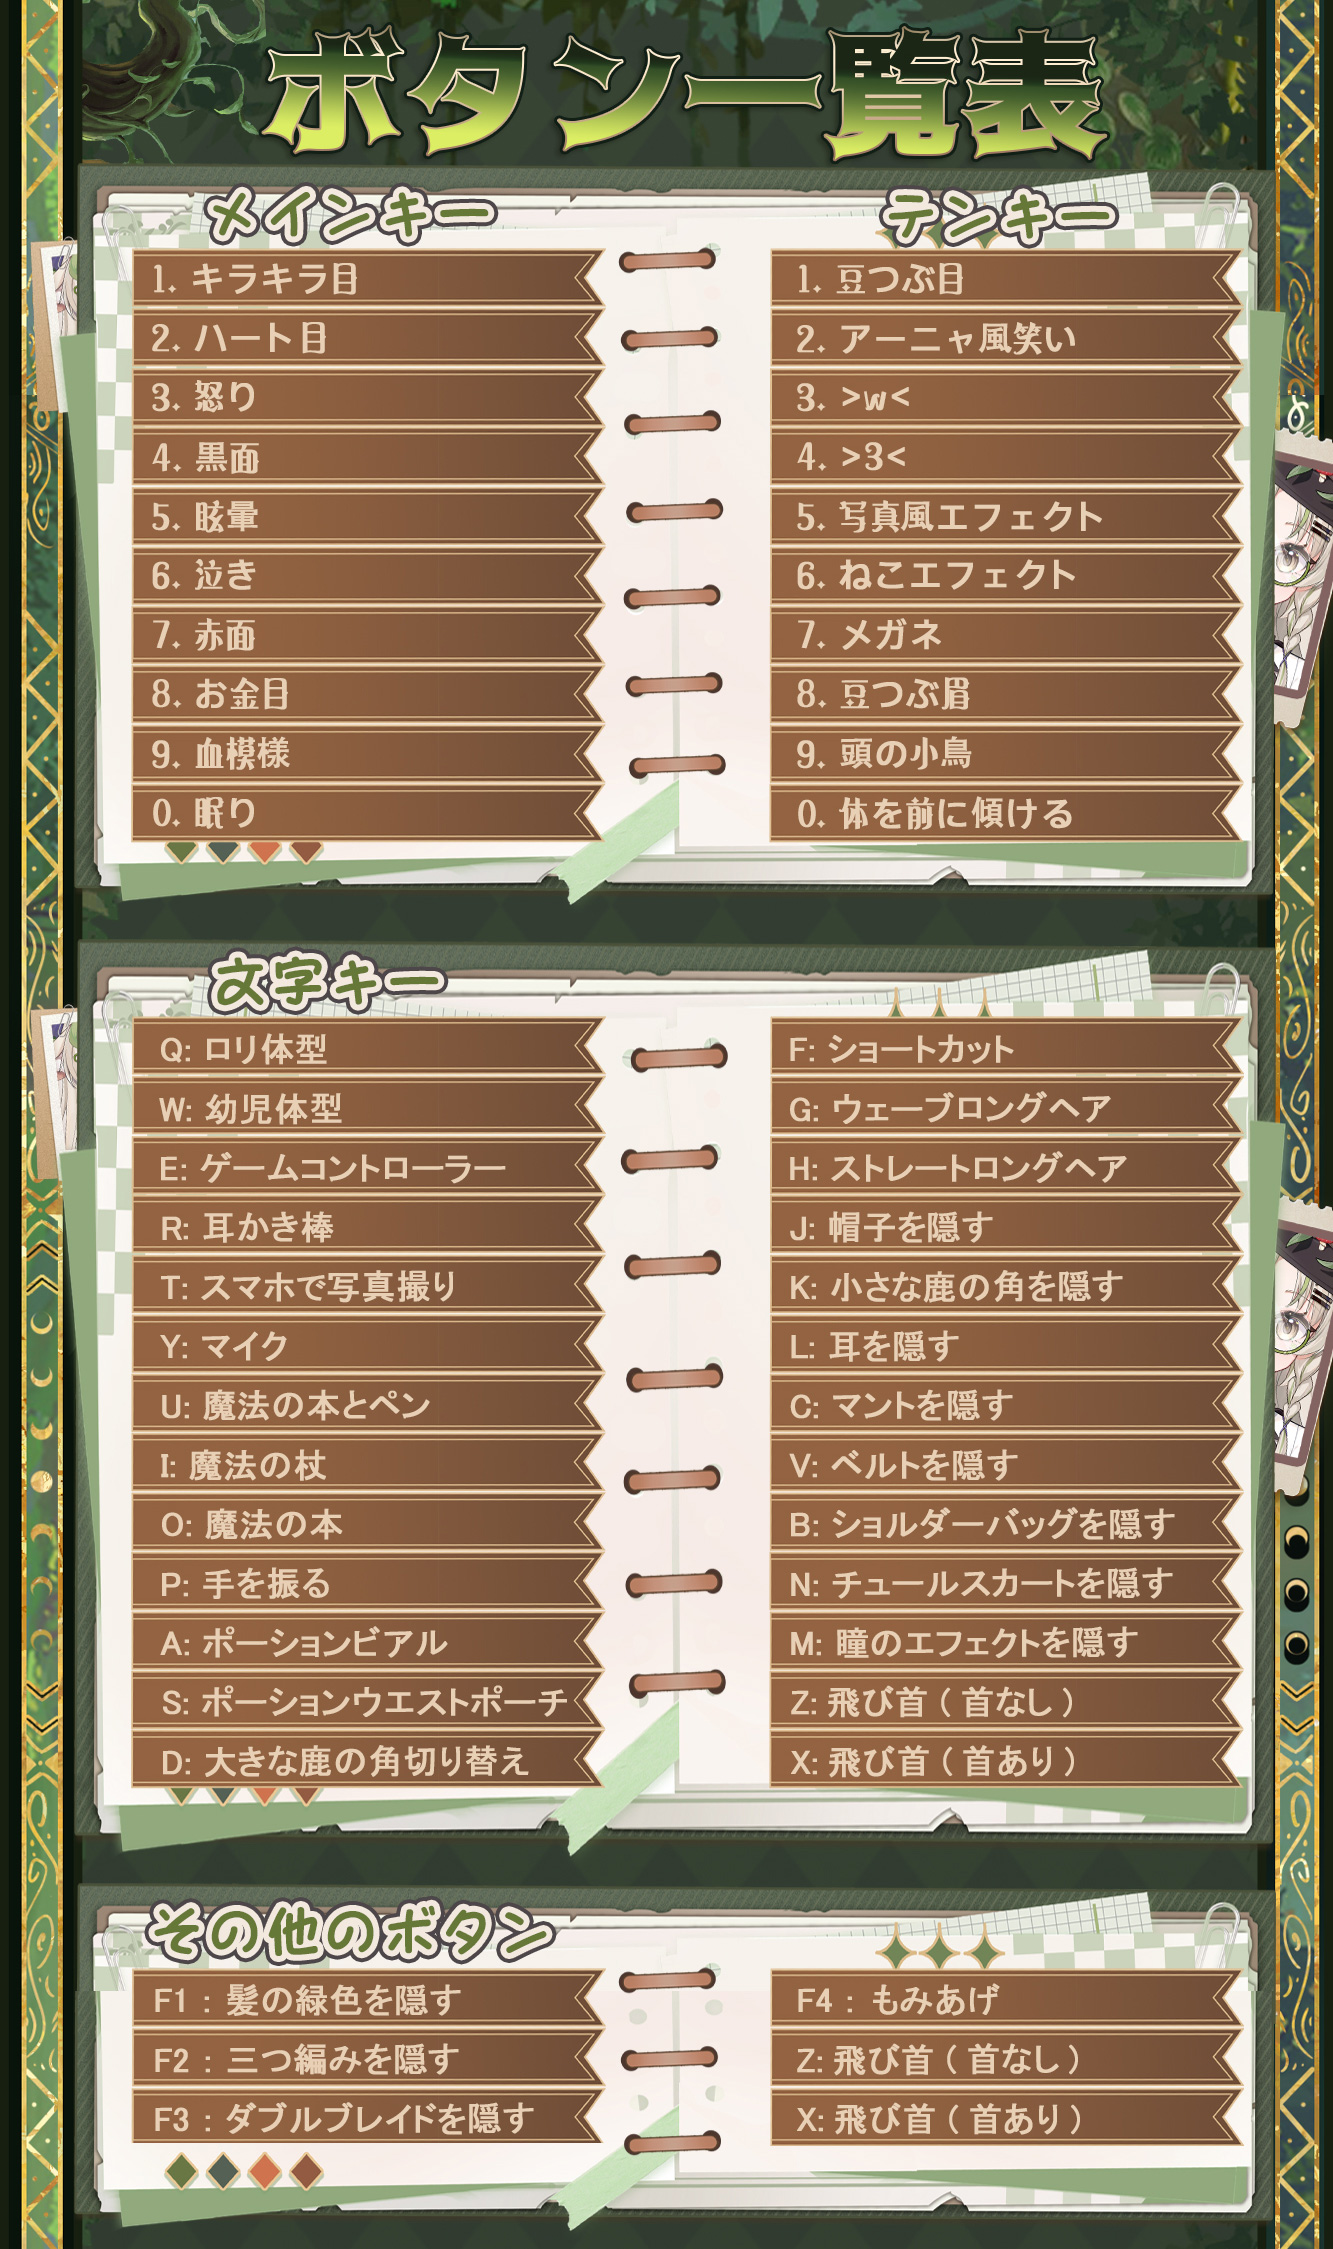 ボタン一覧表
メインキー
1. キラキラ目
2. ハート目
3. 怒り
4. 黒面
5. 眩暈
6. 泣き
7. 赤面
8. お金目
9. 血模様
0. 眠り
テンキー
1. 豆つぶ目
2. アーニャ風笑い
3. >w<
4. >3<
5. 写真風エフェクト
6. ねこエフェクト
7. メガネ
8. 豆つぶ眉
9. 頭の小鳥
0. 体を前に傾ける
文字キー
Q: ロリ体型
W: 幼児体型
E: ゲームコントローラー
R: 耳かき棒
T: スマホで写真撮り
Y: マイク
U: 魔法の本とペン
I: 魔法の杖
O: 魔法の本
P: 手を振る
A: ポーションビアル
S: ポーションウエストポーチ
D: 大きな鹿の角切り替え
F: ショートカット
G: ウェーブロングヘア
H: ストレートロングヘア
J: 帽子を隠す
K: 小さな鹿の角を隠す
L: 耳を隠す
C: マントを隠す
V: ベルトを隠す
B: ショルダーバッグを隠す
N: チュールスカートを隠す
M: 瞳のエフェクトを隠す
Z: 飛び首（首なし）
X: 飛び首（首あり）
その他のボタン
F1：髪の緑色を隠す
F2：三つ編みを隠す
F3：ダブルブレイドを隠す
F4：もみあげ
Z: 飛び首（首なし）
X: 飛び首（首あり）